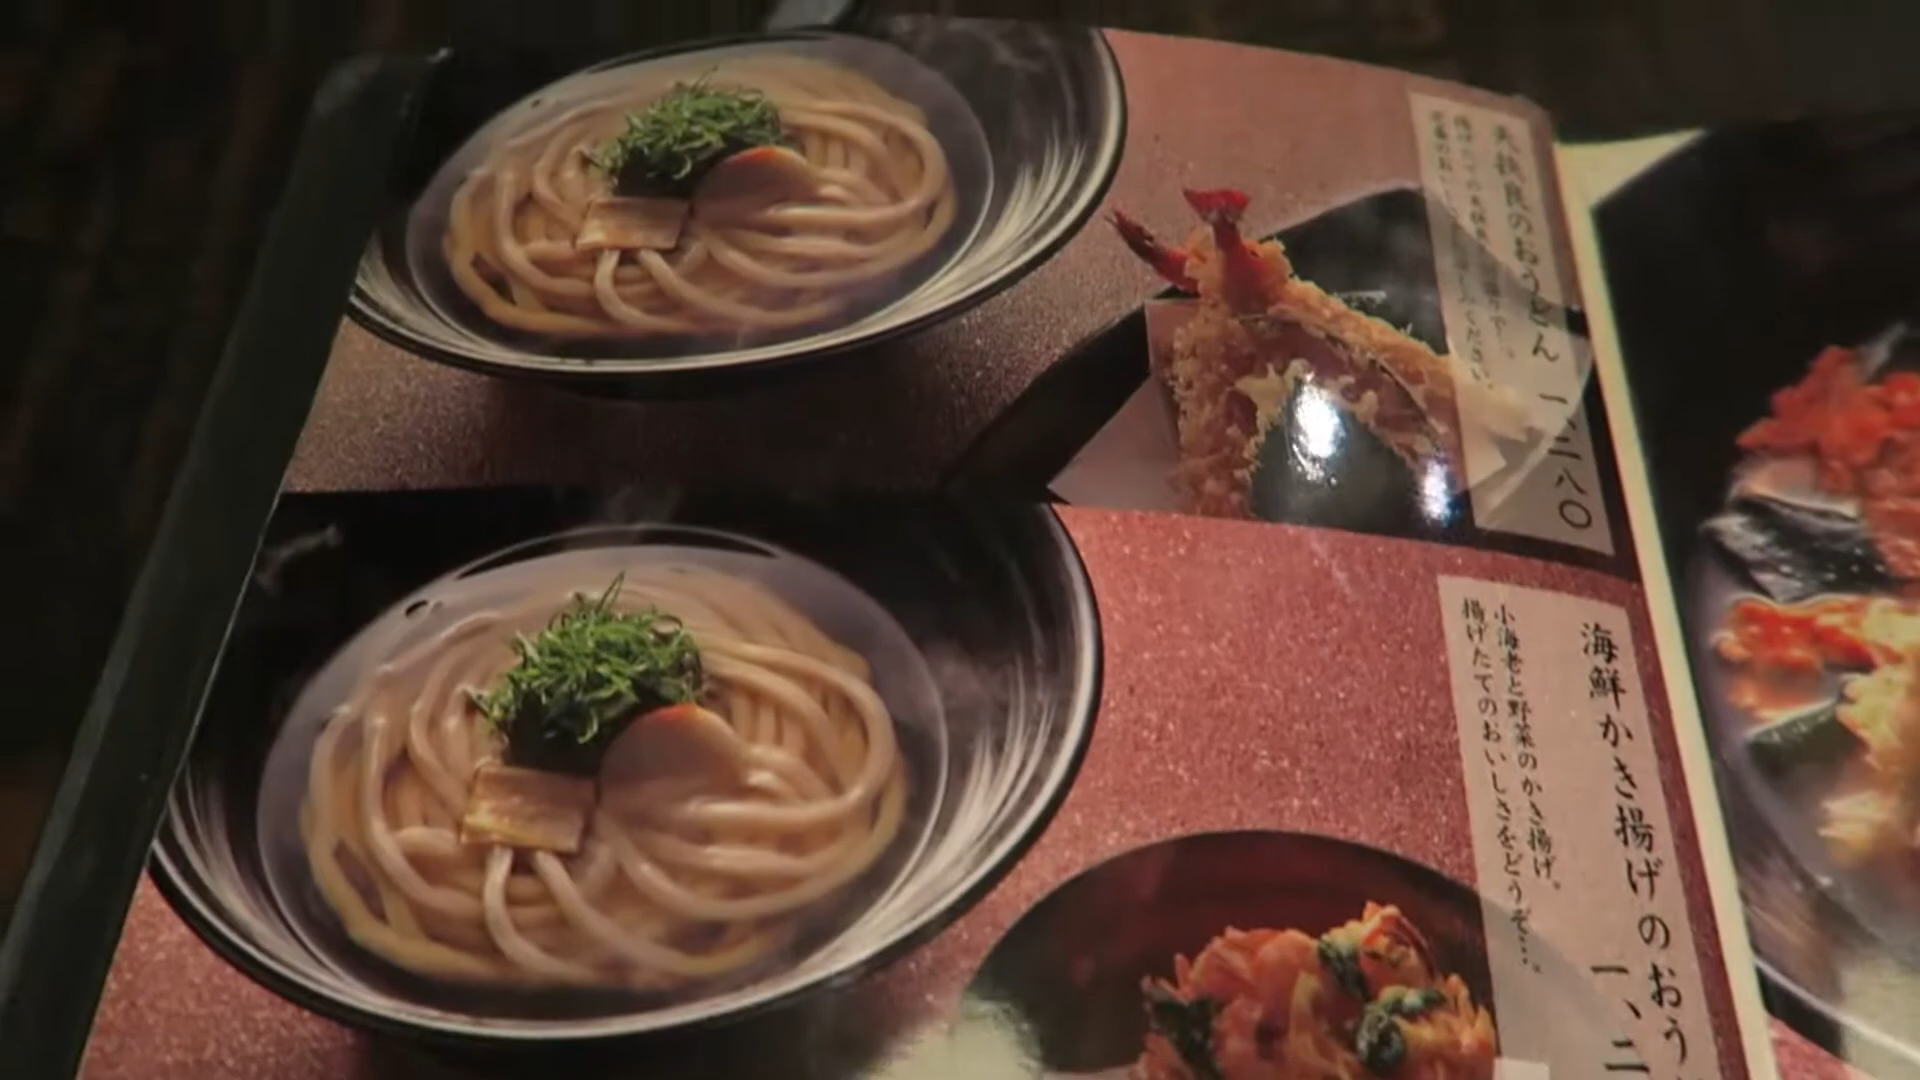 天扶良のおうどん 一、二八〇
海鮮かき揚げのおう
一、二
小海老と野菜のかき揚げ。
揚げたてのおいしさをどうぞ…。